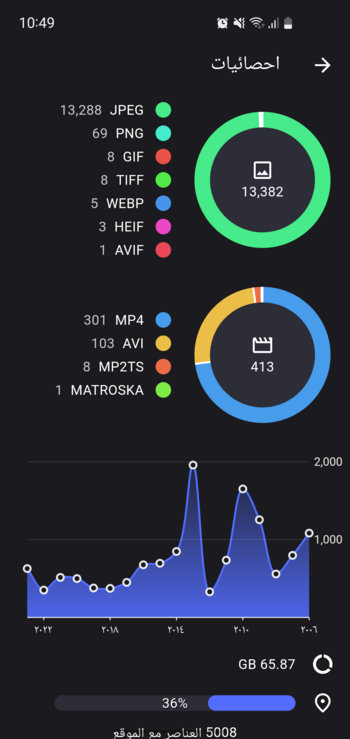 10:49
احصائيات
13,288 JPEG
69 PNG
8 GIF
8 TIFF
5 WEBP
3 HEIF
1 AVIF
13,382
301 MP4
103 AVI
8 MP2TS
1 MATROSKA
413
2,000
1,000
٢٠٢٢ ٢٠١٨ ٢٠١٤ ٢٠١٠ ٢٠٠٦
GB 65.87
36%
5008 العناصر مع الموقع